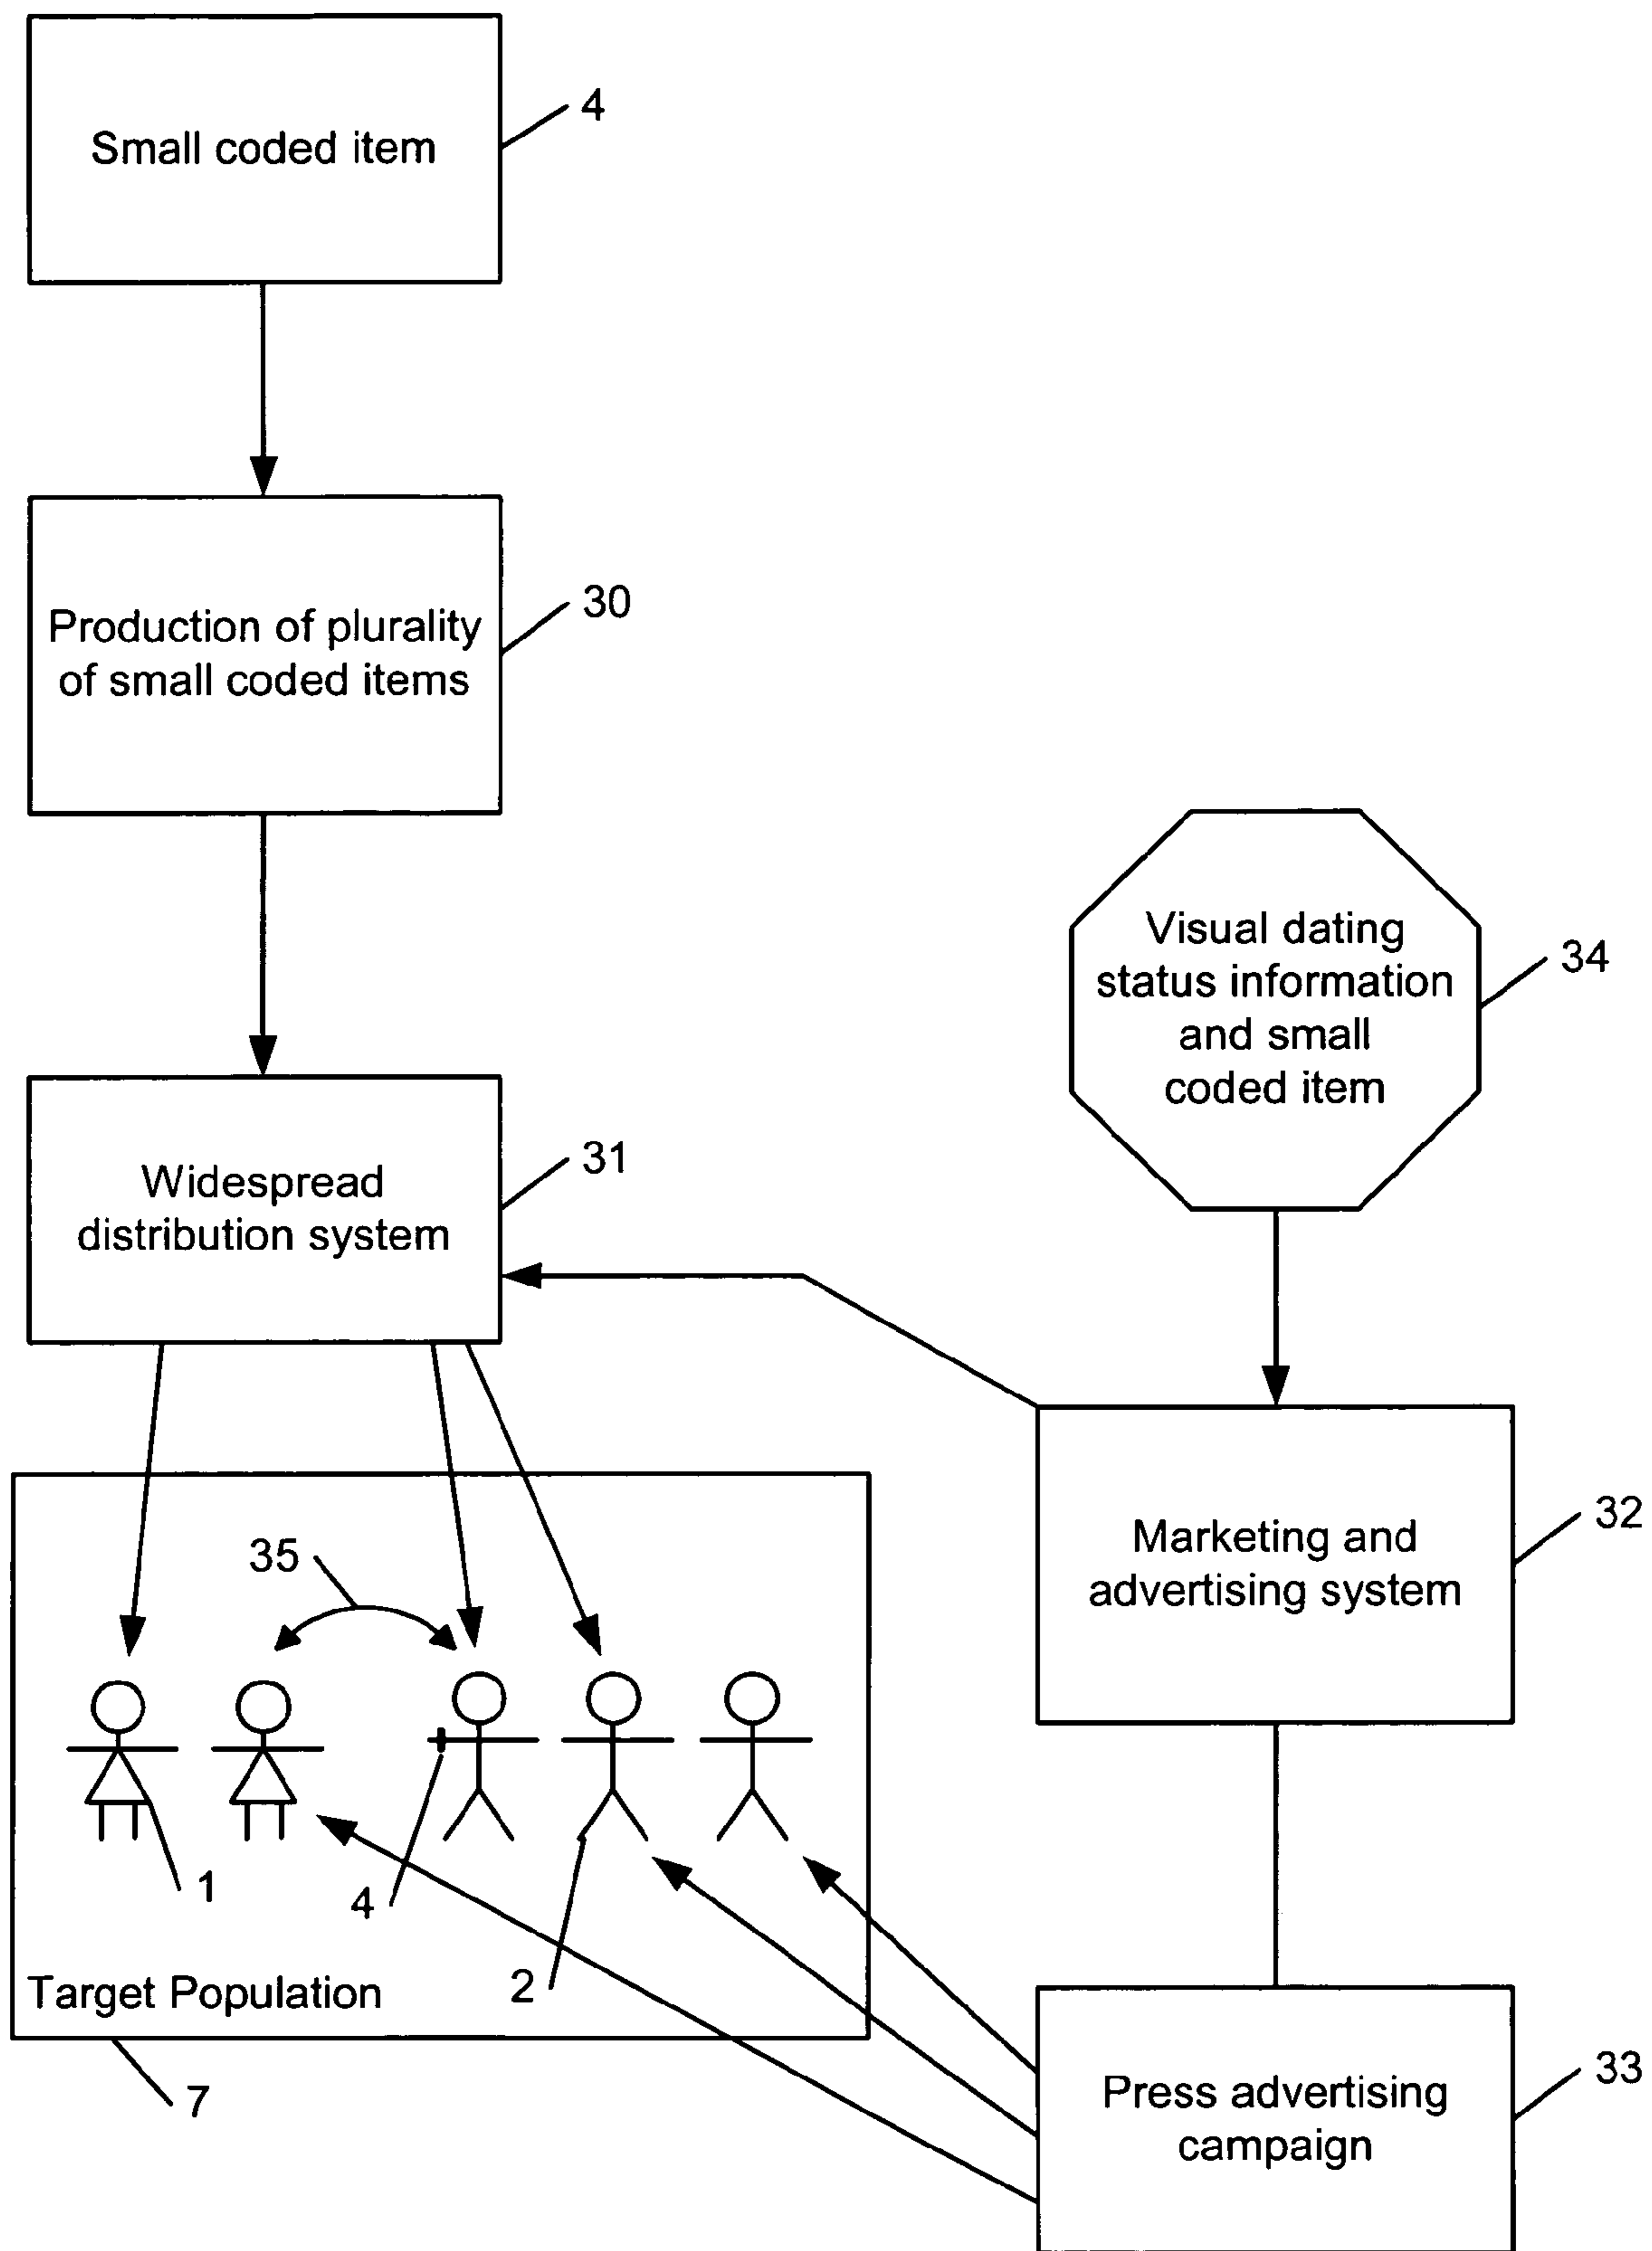 Small coded item
4
Production of plurality
of small coded items
30
Visual dating
status information
and small
coded item
34
Widespread
distribution system
31
Marketing and
advertising system
32
35
1
4
2
Target Population
7
Press advertising
campaign
33